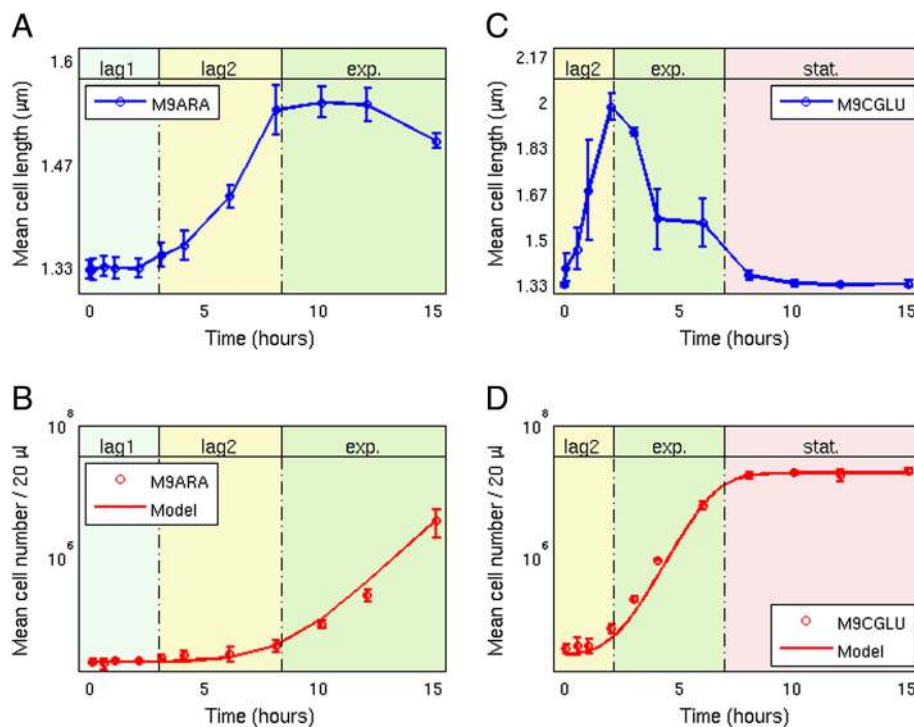 A
Mean cell length (μm)
1.6
1.47
1.33
lag1 lag2 exp.
M9ARA
0 5 10 15
Time (hours)
C
Mean cell length (μm)
2.17
2
1.83
1.67
1.5
1.33
lag2 exp. stat.
M9CGLU
0 5 10 15
Time (hours)
B
Mean cell number / 20 μl
10^8
10^6
lag1 lag2 exp.
M9ARA
Model
0 5 10 15
Time (hours)
D
Mean cell number / 20 μl
10^8
10^6
lag2 exp. stat.
M9CGLU
Model
0 5 10 15
Time (hours)